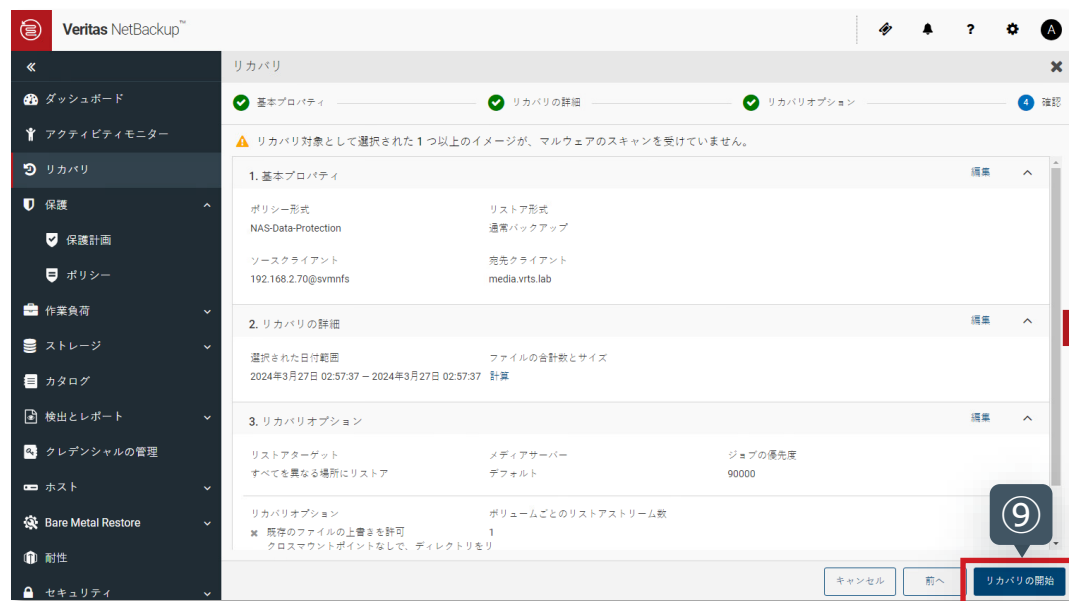 Veritas NetBackup™
?
A
«
リカバリ
ダッシュボード
基本プロパティ
リカバリの詳細
リカバリオプション
4 確認
アクティビティモニター
リカバリ対象として選択された 1 つ以上のイメージが、マルウェアのスキャンを受けていません。
リカバリ
1. 基本プロパティ
編集
保護
ポリシー形式
リストア形式
NAS-Data-Protection
通常バックアップ
保護計画
ソースクライアント
宛先クライアント
ポリシー
192.168.2.70@svmnfs
media.vrts.lab
作業負荷
2. リカバリの詳細
編集
ストレージ
選択された日付範囲
ファイルの合計数とサイズ
2024年3月27日 02:57:37 – 2024年3月27日 02:57:37
計算
カタログ
検出とレポート
3. リカバリオプション
編集
クレデンシャルの管理
リストアターゲット
メディアサーバー
ジョブの優先度
すべてを異なる場所にリストア
デフォルト
90000
ホスト
リカバリオプション
ボリュームごとのリストアストリーム数
⑨
Bare Metal Restore
既存のファイルの上書きを許可
1
クロスマウントポイントなしで、ディレクトリをリ
耐性
キャンセル
前へ
リカバリの開始
セキュリティ